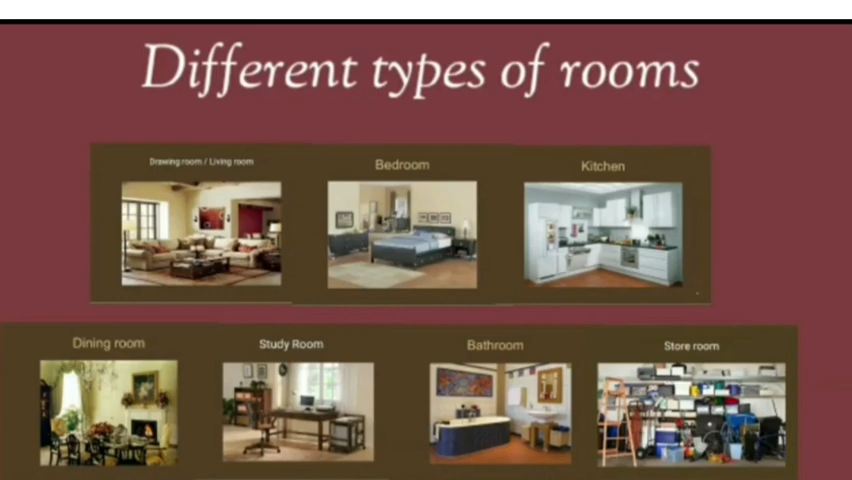 Different types of rooms
Drawing room / Living room
Bedroom
Kitchen
Dining room
Study Room
Bathroom
Store room